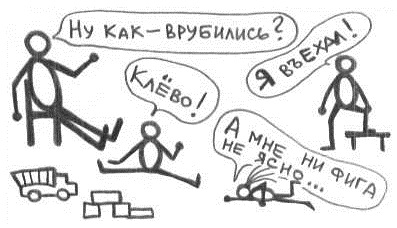 Ну как-врубились?
Клёво!
Я въехал!
А мне ни фига
не ясно...